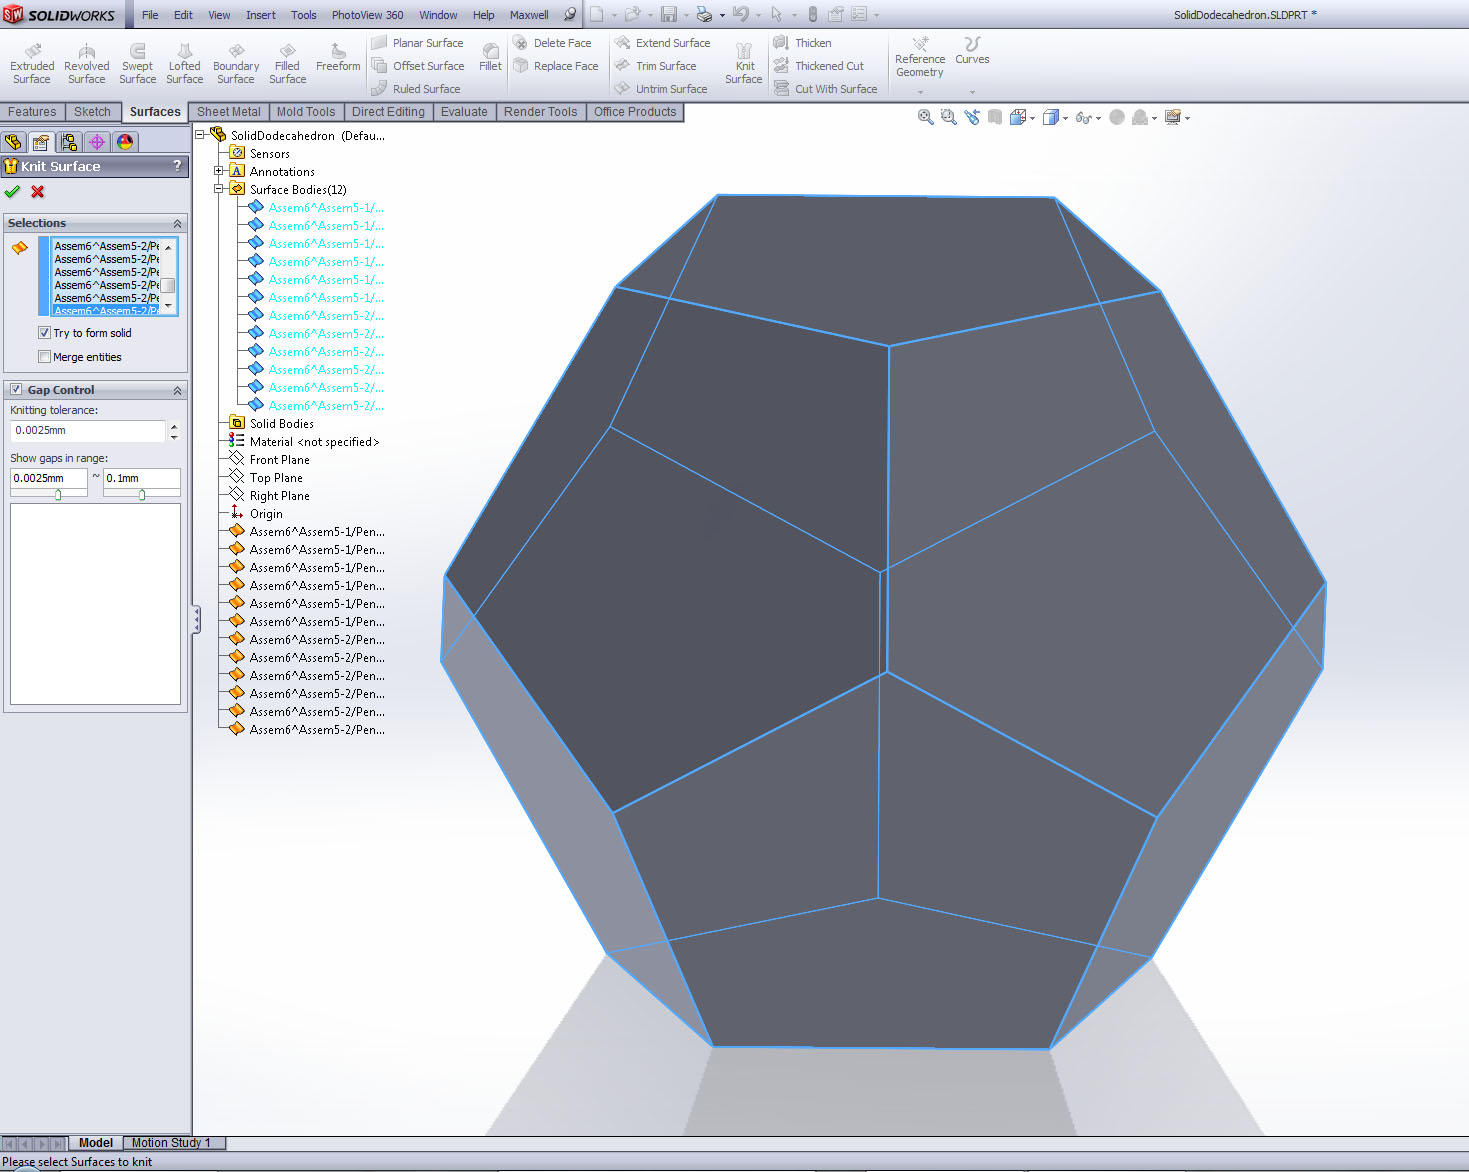 SOLIDWORKS File Edit View Insert Tools PhotoView 360 Window Help Maxwell SolidDodecahedron.SLDPRT *
Extruded Surface
Revolved Surface
Swept Surface
Lofted Surface
Boundary Surface
Filled Surface
Freeform
Planar Surface
Offset Surface
Ruled Surface
Fillet
Delete Face
Replace Face
Extend Surface
Trim Surface
Untrim Surface
Knit Surface
Thicken
Thickened Cut
Cut With Surface
Reference Geometry
Curves
Features Sketch Surfaces Sheet Metal Mold Tools Direct Editing Evaluate Render Tools Office Products
Knit Surface ?
Selections
Assem6^Assem5-2/Pe
Assem6^Assem5-2/Pe
Assem6^Assem5-2/Pe
Assem6^Assem5-2/Pe
Assem6^Assem5-2/Pe
Assem6^Assem5-2/Pe
Try to form solid
Merge entities
Gap Control
Knitting tolerance:
0.0025mm
Show gaps in range:
0.0025mm ~ 0.1mm
SolidDodecahedron (Defau...
Sensors
A Annotations
Surface Bodies(12)
Assem6^Assem5-1/...
Assem6^Assem5-1/...
Assem6^Assem5-1/...
Assem6^Assem5-1/...
Assem6^Assem5-1/...
Assem6^Assem5-1/...
Assem6^Assem5-2/...
Assem6^Assem5-2/...
Assem6^Assem5-2/...
Assem6^Assem5-2/...
Assem6^Assem5-2/...
Assem6^Assem5-2/...
Solid Bodies
Material <not specified>
Front Plane
Top Plane
Right Plane
Origin
Assem6^Assem5-1/Pen...
Assem6^Assem5-1/Pen...
Assem6^Assem5-1/Pen...
Assem6^Assem5-1/Pen...
Assem6^Assem5-1/Pen...
Assem6^Assem5-1/Pen...
Assem6^Assem5-2/Pen...
Assem6^Assem5-2/Pen...
Assem6^Assem5-2/Pen...
Assem6^Assem5-2/Pen...
Assem6^Assem5-2/Pen...
Assem6^Assem5-2/Pen...
Model Motion Study 1
Please select Surfaces to knit